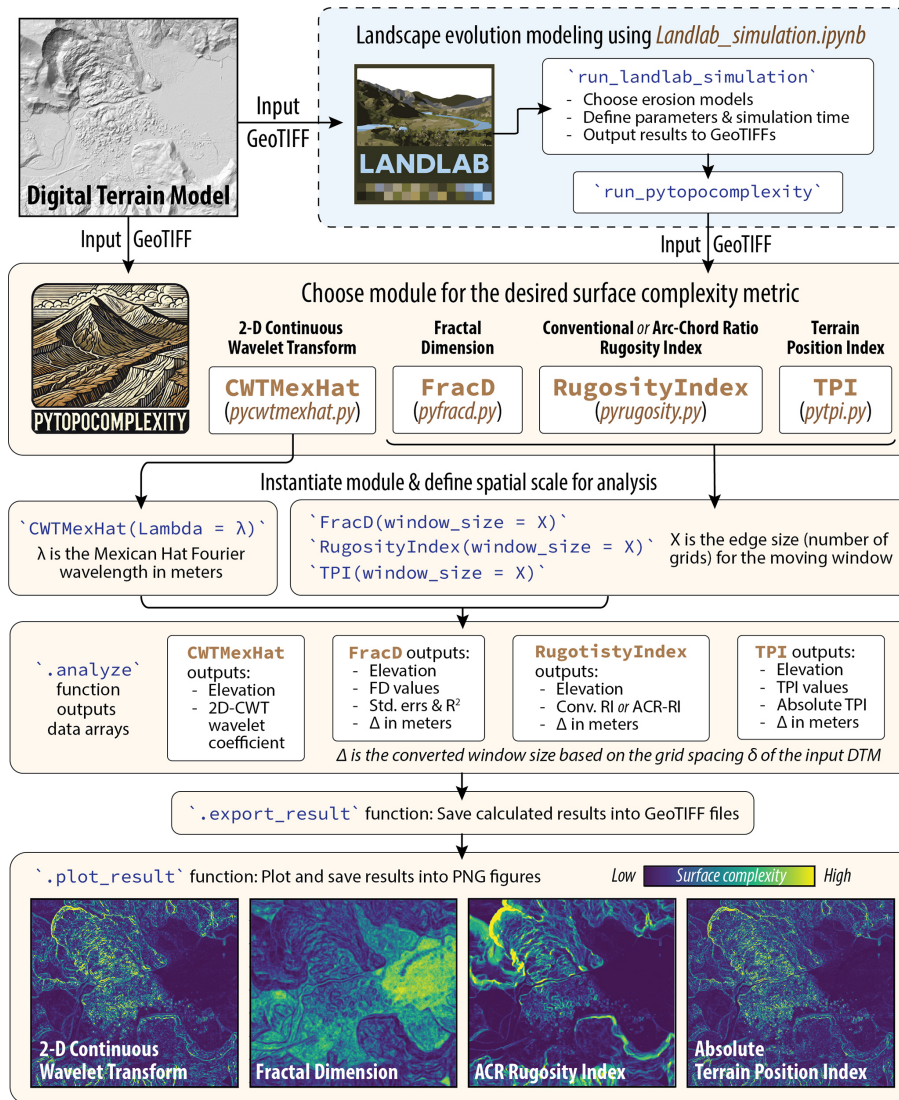 Digital Terrain Model
Input
GeoTIFF
Landscape evolution modeling using Landlab_simulation.ipynb
LANDLAB
`run_landlab_simulation`
- Choose erosion models
- Define parameters & simulation time
- Output results to GeoTIFFs
`run_pytopocomplexity`
Input GeoTIFF
Input GeoTIFF
PYTOPOCOMPLEXITY
Choose module for the desired surface complexity metric
2-D Continuous
Wavelet Transform
CWTMexHat
(pycwtmexhat.py)
Fractal
Dimension
FracD
(pyfracd.py)
Conventional or Arc-Chord Ratio
Rugosity Index
RugosityIndex
(pyrugosity.py)
Terrain
Position Index
TPI
(pytpi.py)
Instantiate module & define spatial scale for analysis
`CWTMexHat(Lambda = λ)`
λ is the Mexican Hat Fourier
wavelength in meters
`FracD(window_size = X)`
`RugosityIndex(window_size = X)`
`TPI(window_size = X)`
X is the edge size (number of
grids) for the moving window
`.analyze`
function
outputs
data arrays
CWTMexHat
outputs:
- Elevation
- 2D-CWT
wavelet
coefficient
FracD outputs:
- Elevation
- FD values
- Std. errs & R²
- Δ in meters
RugotistyIndex
outputs:
- Elevation
- Conv. RI or ACR-RI
- Δ in meters
TPI outputs:
- Elevation
- TPI values
- Absolute TPI
- Δ in meters
Δ is the converted window size based on the grid spacing δ of the input DTM
`.export_result` function: Save calculated results into GeoTIFF files
`.plot_result` function: Plot and save results into PNG figures
Low Surface complexity High
2-D Continuous
Wavelet Transform
Fractal Dimension
ACR Rugosity Index
Absolute
Terrain Position Index